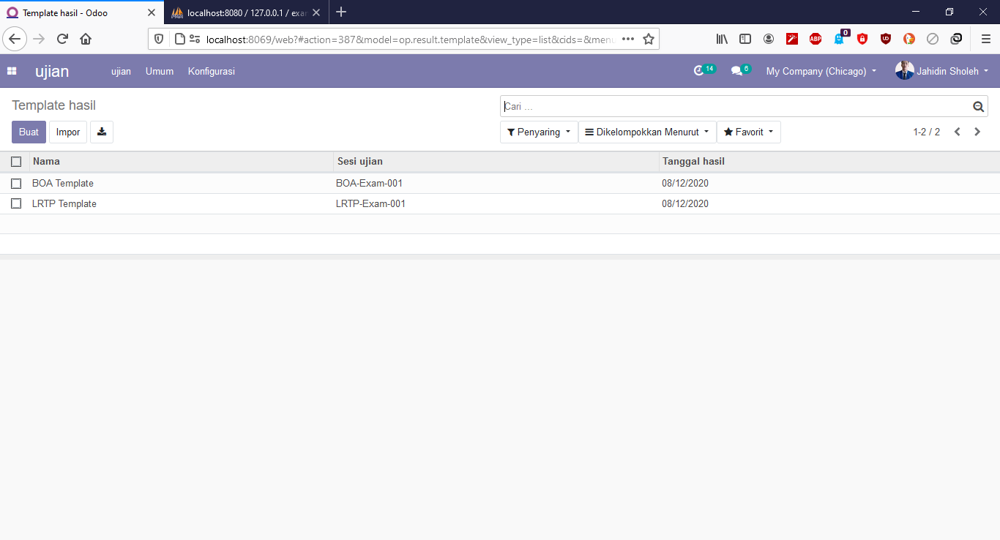 Template hasil - Odoo
localhost:8080 / 127.0.0.1 / exa
localhost:8069/web?#action=387&model=op.result.template&view_type=list&cids=&menu
ABP
0
ujian
ujian Umum Konfigurasi
14
6
My Company (Chicago)
Jahidin Sholeh
Template hasil
Cari ...
Buat Impor
Penyaring Dikelompokkan Menurut Favorit
1-2 / 2
Nama Sesi ujian Tanggal hasil
BOA Template BOA-Exam-001 08/12/2020
LRTP Template LRTP-Exam-001 08/12/2020